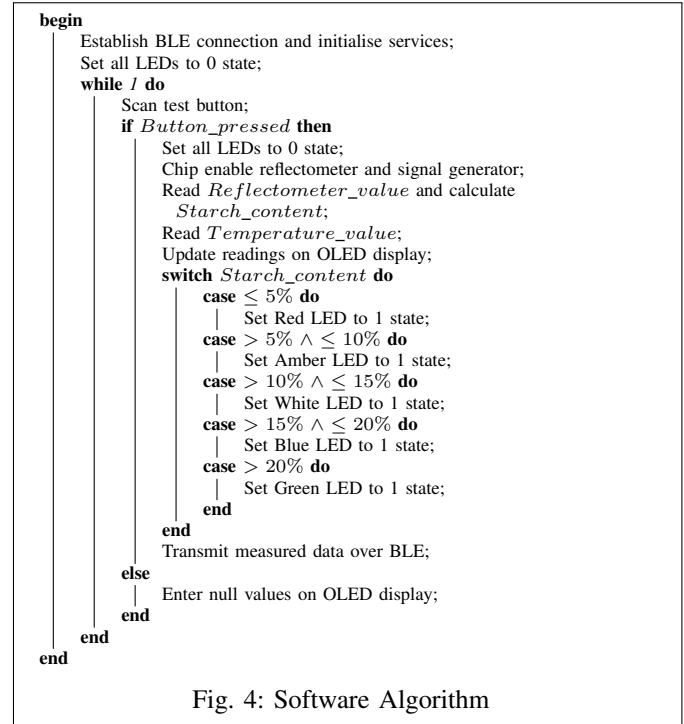 begin
Establish BLE connection and initialise services;
Set all LEDs to 0 state;
while 1 do
Scan test button;
if Button_pressed then
Set all LEDs to 0 state;
Chip enable reflectometer and signal generator;
Read Reflectometer_value and calculate
Starch_content;
Read Temperature_value;
Update readings on OLED display;
switch Starch_content do
case ≤ 5% do
Set Red LED to 1 state;
case > 5% ∧ ≤ 10% do
Set Amber LED to 1 state;
case > 10% ∧ ≤ 15% do
Set White LED to 1 state;
case > 15% ∧ ≤ 20% do
Set Blue LED to 1 state;
case > 20% do
Set Green LED to 1 state;
end
end
Transmit measured data over BLE;
else
Enter null values on OLED display;
end
end
end
Fig. 4: Software Algorithm